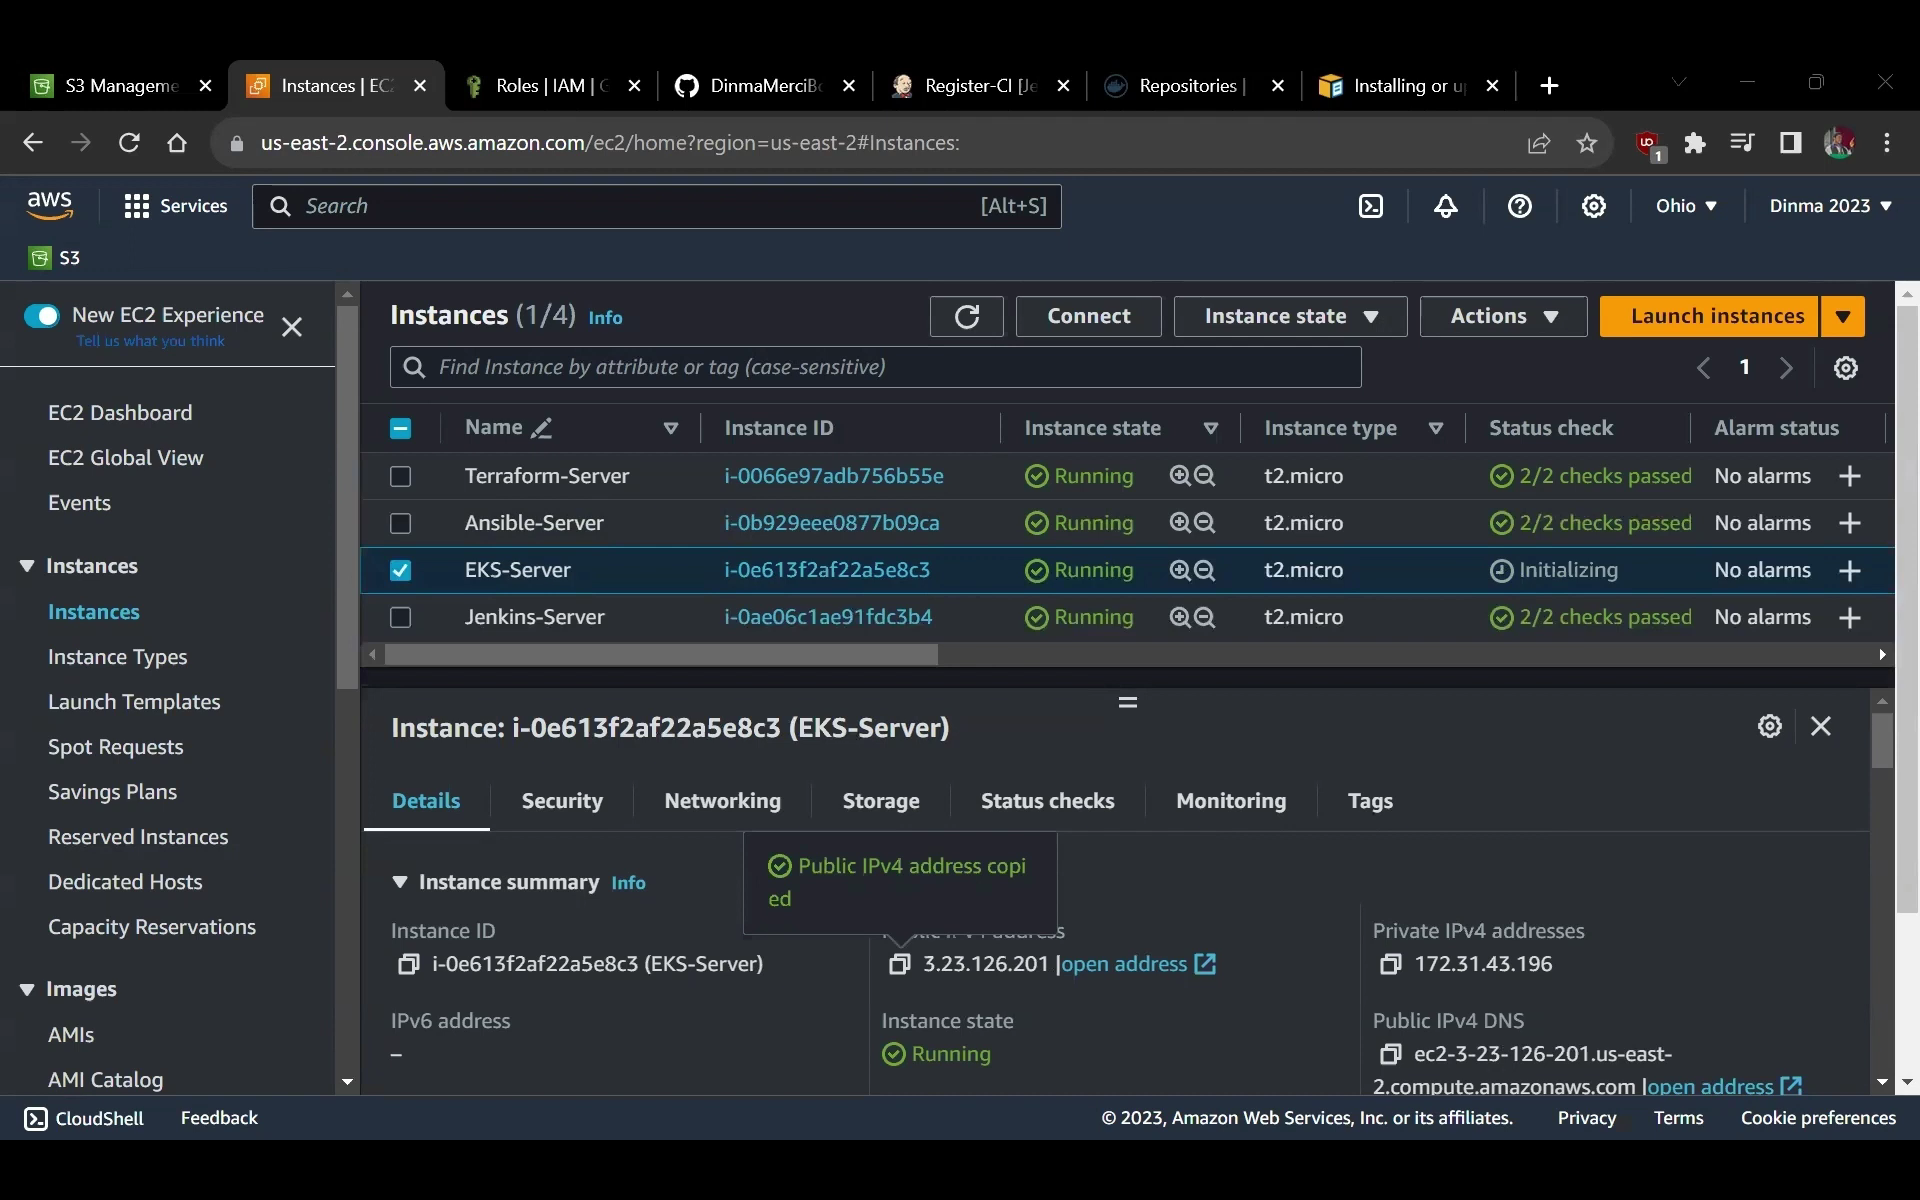 S3 Manageme
Instances | EC2
Roles | IAM | G
DinmaMerciBo
Register-CI [Je
Repositories |
Installing or up
us-east-2.console.aws.amazon.com/ec2/home?region=us-east-2#Instances:
1
aws
Services
Search
[Alt+S]
Ohio
Dinma 2023
S3
New EC2 Experience
Tell us what you think
EC2 Dashboard
EC2 Global View
Events
Instances
Instances
Instance Types
Launch Templates
Spot Requests
Savings Plans
Reserved Instances
Dedicated Hosts
Capacity Reservations
Images
AMIs
AMI Catalog
Instances (1/4) Info
Connect
Instance state
Actions
Launch instances
Find Instance by attribute or tag (case-sensitive)
1
Name Instance ID Instance state Instance type Status check Alarm status
Terraform-Server i-0066e97adb756b55e Running t2.micro 2/2 checks passed No alarms
Ansible-Server i-0b929eee0877b09ca Running t2.micro 2/2 checks passed No alarms
EKS-Server i-0e613f2af22a5e8c3 Running t2.micro Initializing No alarms
Jenkins-Server i-0ae06c1ae91fdc3b4 Running t2.micro 2/2 checks passed No alarms
Instance: i-0e613f2af22a5e8c3 (EKS-Server)
Details Security Networking Storage Status checks Monitoring Tags
Public IPv4 address copi
ed
Instance summary Info
Instance ID
i-0e613f2af22a5e8c3 (EKS-Server)
3.23.126.201 |open address
Private IPv4 addresses
172.31.43.196
IPv6 address
–
Instance state
Running
Public IPv4 DNS
ec2-3-23-126-201.us-east-
2.compute.amazonaws.com |open address
CloudShell
Feedback
© 2023, Amazon Web Services, Inc. or its affiliates.
Privacy
Terms
Cookie preferences